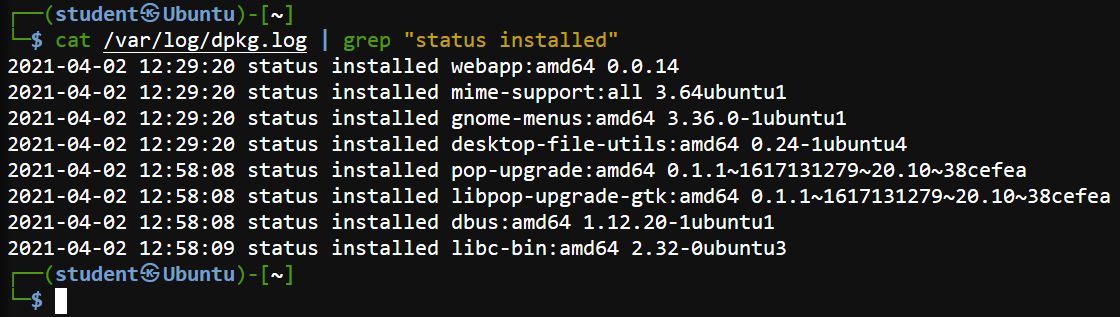 ┌──(student㉿Ubuntu)-[~]
└─$ cat /var/log/dpkg.log | grep "status installed"
2021-04-02 12:29:20 status installed webapp:amd64 0.0.14
2021-04-02 12:29:20 status installed mime-support:all 3.64ubuntu1
2021-04-02 12:29:20 status installed gnome-menus:amd64 3.36.0-1ubuntu1
2021-04-02 12:29:20 status installed desktop-file-utils:amd64 0.24-1ubuntu4
2021-04-02 12:58:08 status installed pop-upgrade:amd64 0.1.1~1617131279~20.10~38cefea
2021-04-02 12:58:08 status installed libpop-upgrade-gtk:amd64 0.1.1~1617131279~20.10~38cefea
2021-04-02 12:58:08 status installed dbus:amd64 1.12.20-1ubuntu1
2021-04-02 12:58:09 status installed libc-bin:amd64 2.32-0ubuntu3
┌──(student㉿Ubuntu)-[~]
└─$